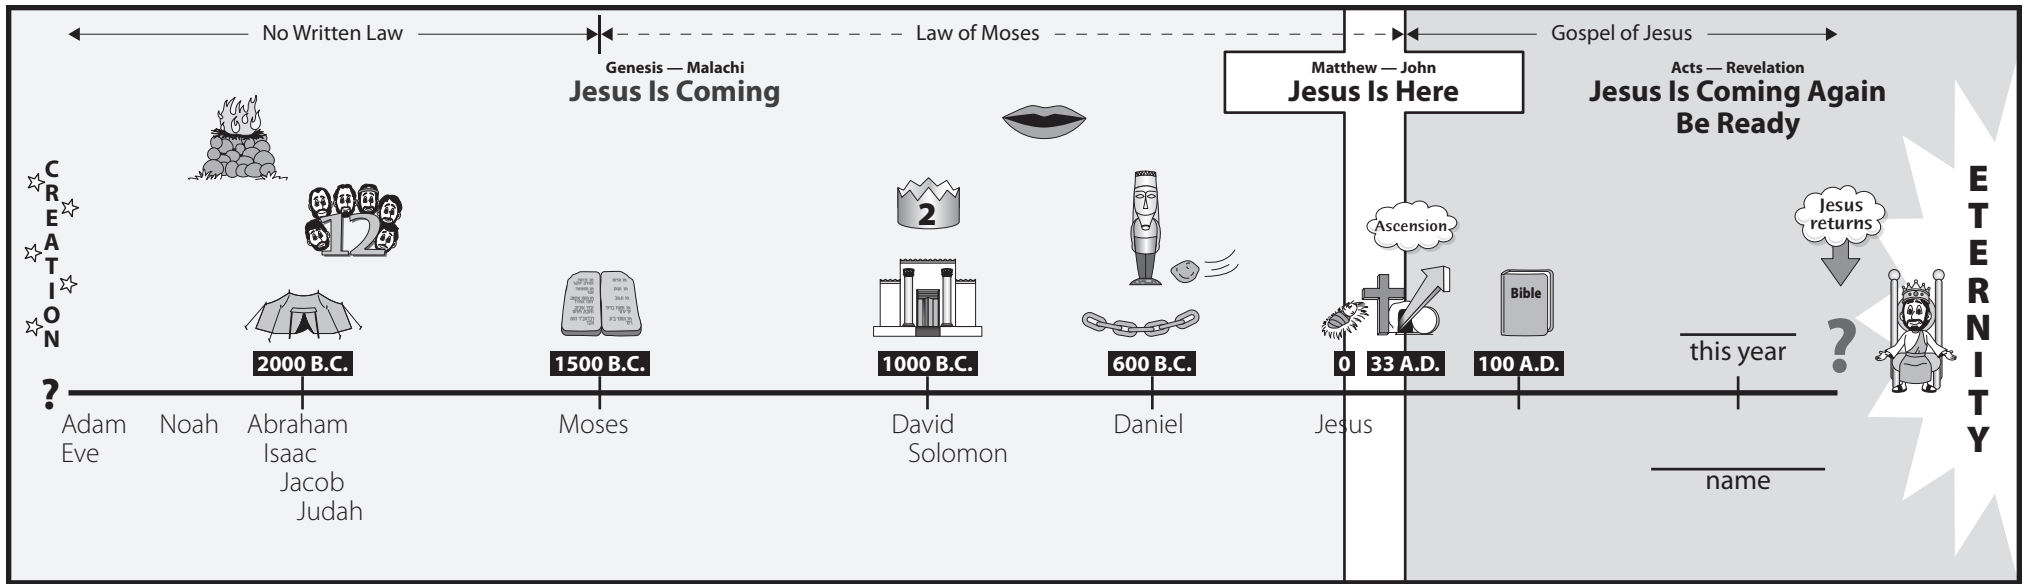 No Written Law
Law of Moses
Gospel of Jesus
Genesis — Malachi
Jesus Is Coming
Matthew — John
Jesus Is Here
Acts — Revelation
Jesus Is Coming Again
Be Ready
CREATION
12
2
Ascension
Bible
Jesus
returns
ETERNITY
this year
?
2000 B.C.
1500 B.C.
1000 B.C.
600 B.C.
0
33 A.D.
100 A.D.
?
Adam
Eve
Noah
Abraham
Isaac
Jacob
Judah
Moses
David
Solomon
Daniel
Jesus
name